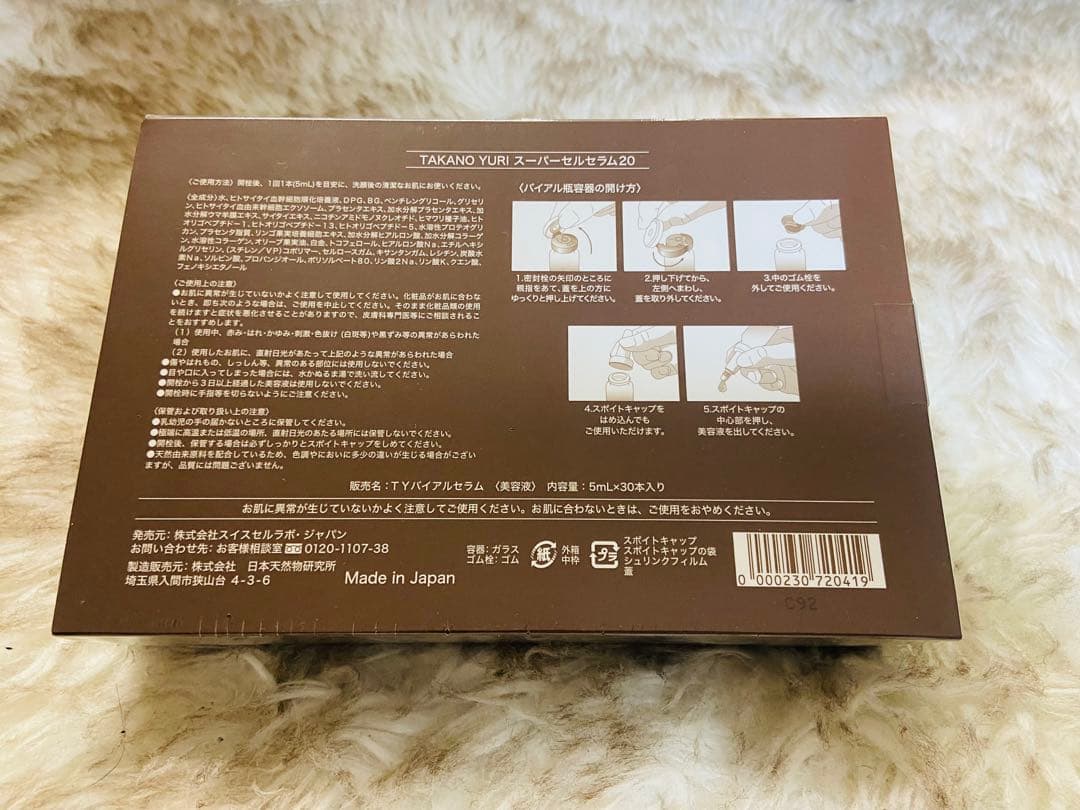 TAKANO YURI スーパーセルセラム20
〈ご使用方法〉開栓後、1回1本(5mL)を目安に、洗顔後の清潔なお肌にお使いください。
〈全成分〉水、ヒトサイタイ血幹細胞順化培養液、DPG、BG、ペンチレングリコール、グリセリ
ン、ヒトサイタイ血由来幹細胞エクソソーム、プラセンタエキス、加水分解プラセンタエキス、加
水分解ウマ羊膜エキス、サイタイエキス、ニコチンアミドモノヌクレオチド、ヒマワリ種子油、ヒト
オリゴペプチド-1、ヒトオリゴペプチド-13、ヒトオリゴペプチド-5、水溶性プロテオグリ
カン、プラセンタ脂質、リンゴ果実培養細胞エキス、加水分解ヒアルロン酸、加水分解コラーゲ
ン、水溶性コラーゲン、オリーブ果実油、白金、トコフェロール、ヒアルロン酸Na、エチルヘキシ
ルグリセリン、(スチレン/VP)コポリマー、セルロースガム、キサンタンガム、レシチン、炭酸水
素Na、ソルビン酸、プロパンジオール、ポリソルベート80、リン酸2Na、リン酸K、クエン酸、
フェノキシエタノール
〈ご使用上の注意〉
●お肌に異常が生じていないかよく注意して使用してください。化粧品がお肌に合わな
いとき、即ち次のような場合は、ご使用を中止してください。そのまま化粧品類の使用
を続けますと症状を悪化させることがありますので、皮膚科専門医等にご相談されるこ
とをおすすめします。
(1) 使用中、赤み・はれ・かゆみ・刺激・色抜け (白斑等)や黒ずみ等の異常があらわれた
場合
(2) 使用したお肌に、直射日光があたって上記のような異常があらわれた場合
●傷やはれもの、しっしん等、異常のある部位には使用しないでください。
●目や口に入ってしまった場合には、水かぬるま湯で洗い流してください。
●開栓から3日以上経過した美容液は使用しないでください。
●開栓時に手指等を切らないようにご注意ください。
〈保管および取り扱い上の注意〉
●乳幼児の手の届かないところに保管してください。
●極端に高温または低温の場所、直射日光のあたる場所には保管しないでください。
●開栓後、保管する場合は必ずしっかりとスポイトキャップをしめてください。
●天然由来原料を配合しているため、色調やにおいに多少の違いが生じる場合がござい
ますが、品質には問題ございません。
〈バイアル瓶容器の開け方〉
1.密封栓の矢印のところに
親指をあて、蓋を上の方に
ゆっくりと押し上げてください。
2.押し下げてから、
左側へまわし、
蓋を取り外してください。
3.中のゴム栓を
外してご使用ください。
4.スポイトキャップを
はめ込んでも
ご使用いただけます。
5.スポイトキャップの
中心部を押し、
美容液を出してください。
販売名：TYバイアルセラム 〈美容液〉 内容量：5mL×30本入り
お肌に異常が生じていないかよく注意してご使用ください。お肌に合わないときは、ご使用をおやめください。
発売元：株式会社スイスセルラボ・ジャパン
お問い合わせ先：お客様相談室 0120-1107-38
製造販売元：株式会社 日本天然物研究所
埼玉県入間市狭山台 4-3-6
Made in Japan
容器：ガラス
ゴム栓：ゴム
紙
外箱
中枠
プラ
スポイトキャップ
スポイトキャップの袋
シュリンクフィルム
蓋
0 000230 720419
C92